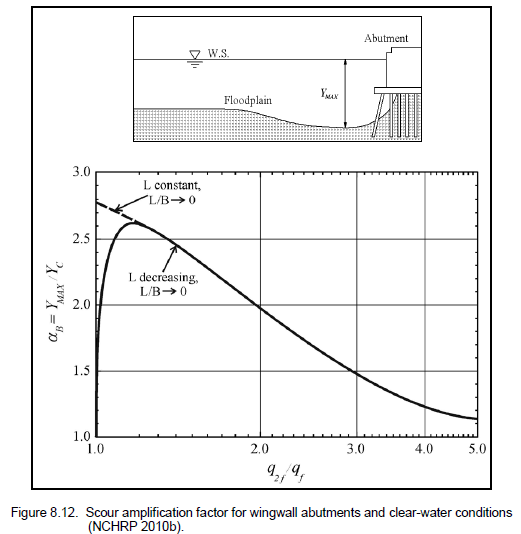 Abutment
W.S.
Floodplain
Y_MAX
3.0
2.5
2.0
1.5
1.0
α_B = Y_MAX / Y_C
L constant,
L/B→0
L decreasing,
L/B→0
1.0 2.0 3.0 4.0 5.0
q_2f / q_f
Figure 8.12. Scour amplification factor for wingwall abutments and clear-water conditions
(NCHRP 2010b).